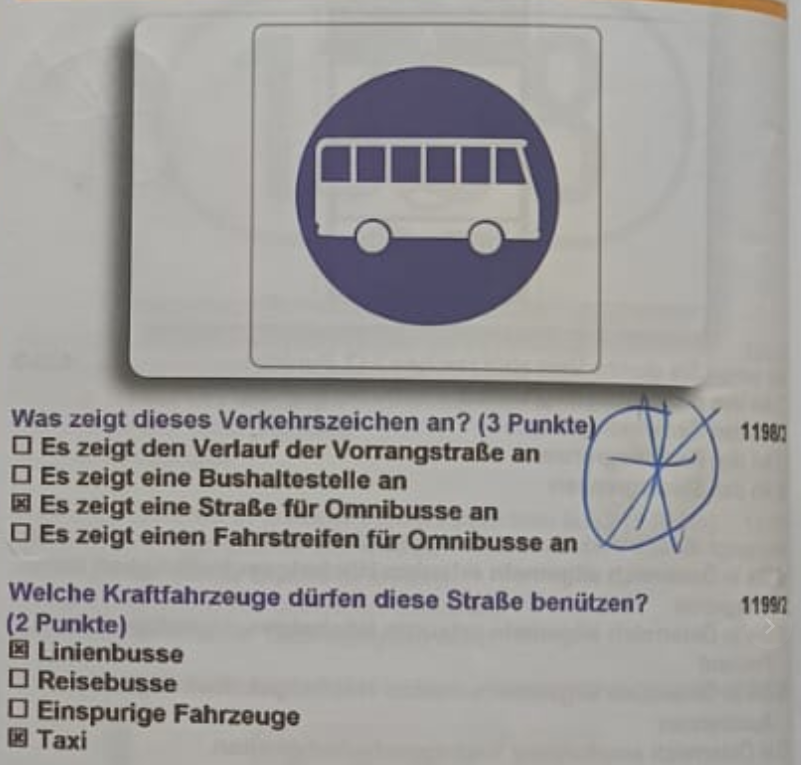 Was zeigt dieses Verkehrszeichen an? (3 Punkte) 1198/3
☐ Es zeigt den Verlauf der Vorrangstraße an
☐ Es zeigt eine Bushaltestelle an
☒ Es zeigt eine Straße für Omnibusse an
☐ Es zeigt einen Fahrstreifen für Omnibusse an
Welche Kraftfahrzeuge dürfen diese Straße benützen? 1199/2
(2 Punkte)
☒ Linienbusse
☐ Reisebusse
☐ Einspurige Fahrzeuge
☒ Taxi